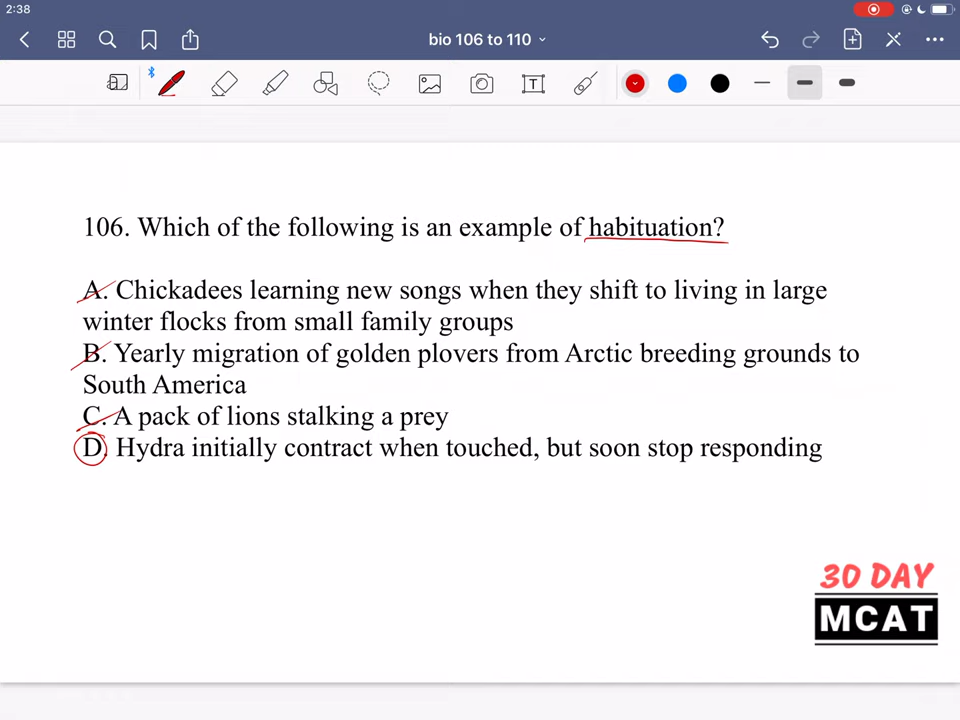 2:38
bio 106 to 110
T
106. Which of the following is an example of habituation?
A. Chickadees learning new songs when they shift to living in large
winter flocks from small family groups
B. Yearly migration of golden plovers from Arctic breeding grounds to
South America
C. A pack of lions stalking a prey
D. Hydra initially contract when touched, but soon stop responding
30 DAY
MCAT